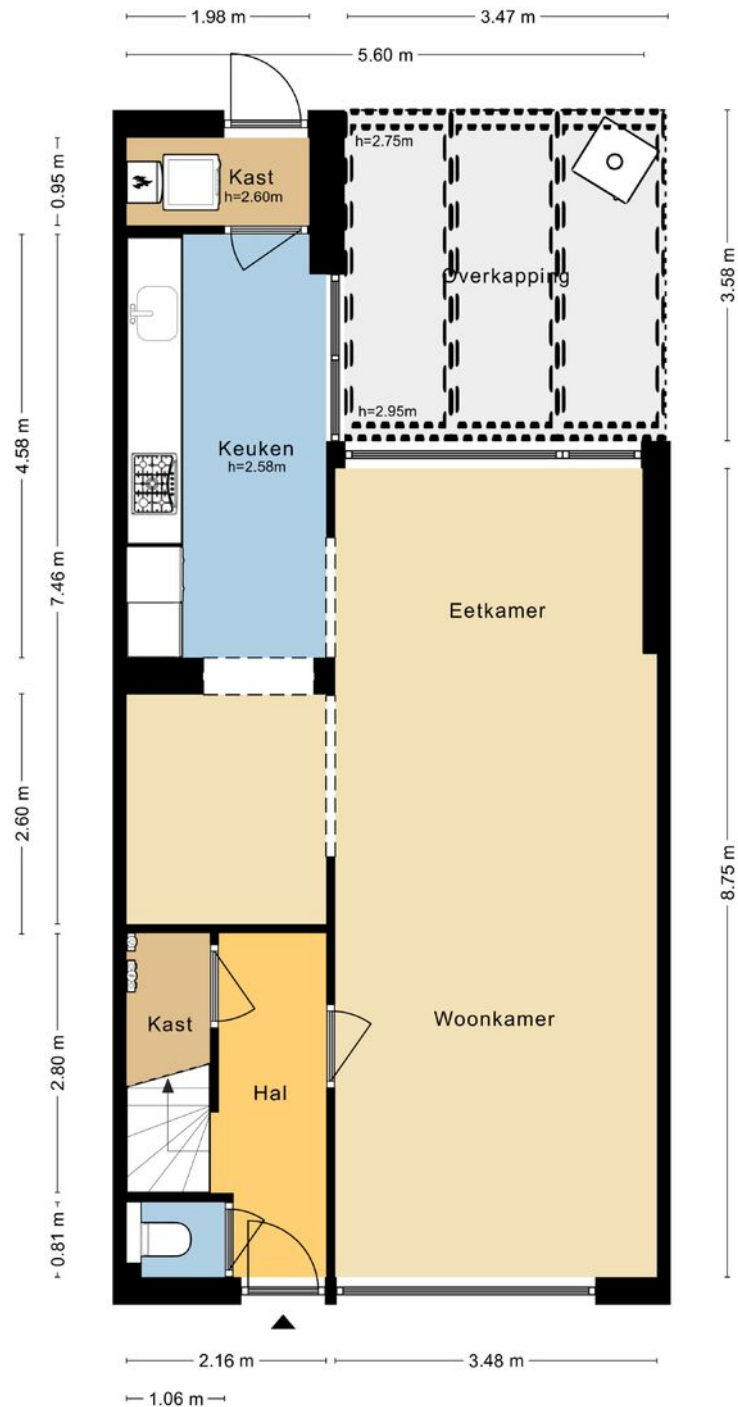 1.98 m
3.47 m
5.60 m
0.95 m
Kast
h=2.60m
h=2.75m
Overkapping
3.58 m
h=2.95m
4.58 m
Keuken
h=2.58m
7.46 m
Eetkamer
2.60 m
8.75 m
Kast
Woonkamer
2.80 m
Hal
0.81 m
2.16 m
3.48 m
1.06 m